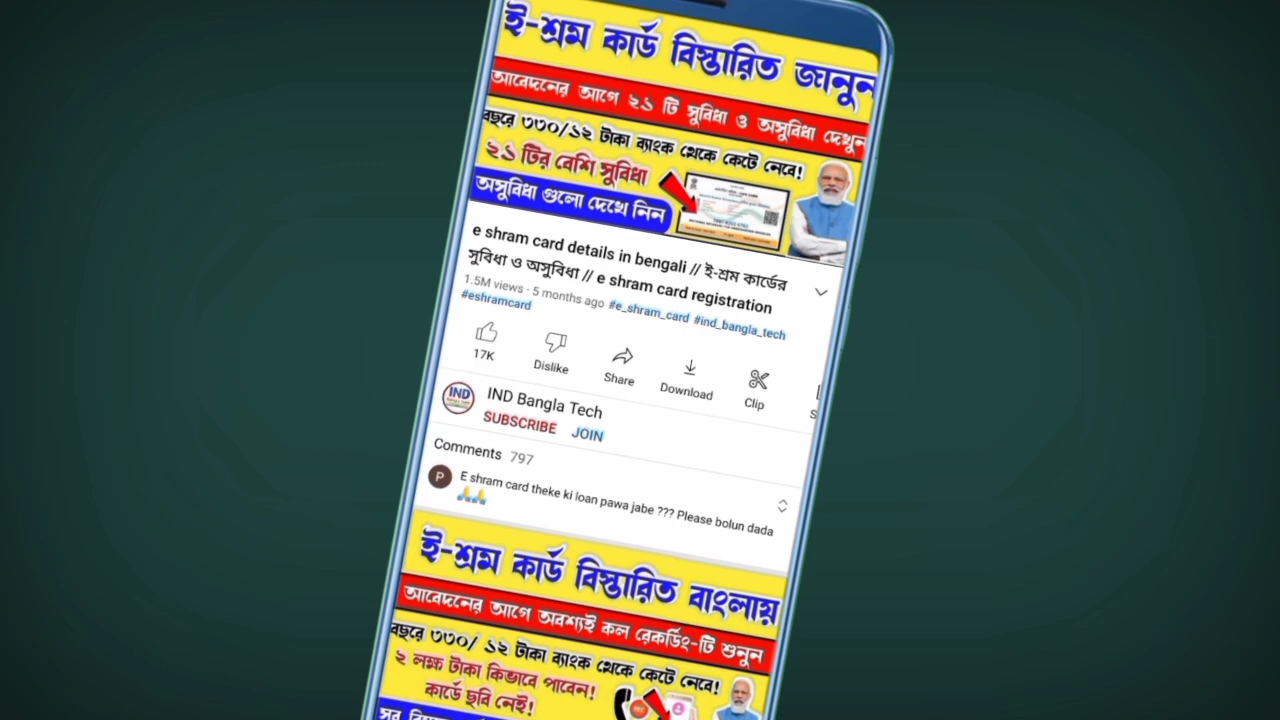 ই-শ্রম কার্ড বিস্তারিত জানুন
আবেদনের আগে ২১ টি সুবিধা ও অসুবিধা দেখুন
বছরে ৩৩০/১২ টাকা ব্যাংক থেকে কেটে নেবে!
২১ টির বেশি সুবিধা
অসুবিধা গুলো দেখে নিন
e shram card details in bengali // ই-শ্রম কার্ডের
সুবিধা ও অসুবিধা // e shram card registration
1.5M views · 5 months ago #e_shram_card #ind_bangla_tech
#eshramcard
17K Dislike Share Download Clip
IND
IND Bangla Tech
SUBSCRIBE JOIN
Comments 797
P
E shram card theke ki loan pawa jabe ??? Please bolun dada
🙏🙏
ই-শ্রম কার্ড বিস্তারিত বাংলায়
আবেদনের আগে অবশ্যই কল রেকর্ডিং-টি শুনুন
বছরে ৩৩০/ ১২ টাকা ব্যাংক থেকে কেটে নেবে!
২ লক্ষ টাকা কিভাবে পাবেন!
কার্ডে ছবি নেই!